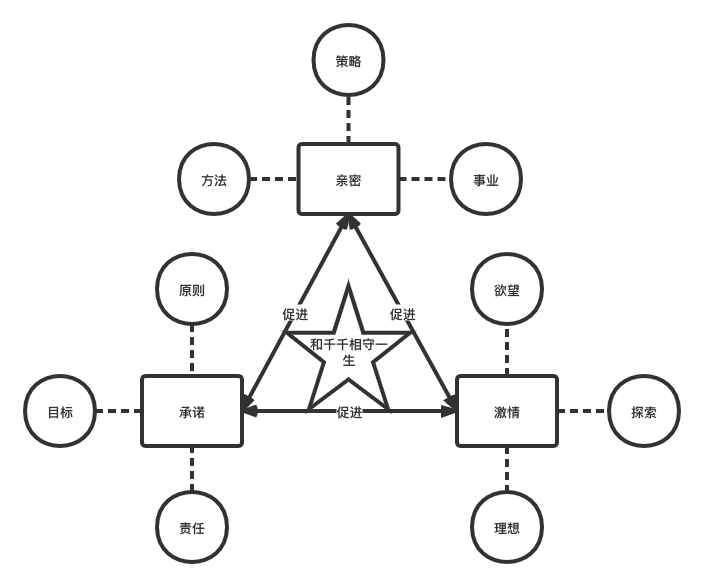 策略
方法
亲密
事业
原则
欲望
促进
促进
和千千相守一
生
目标
承诺
促进
激情
探索
责任
理想